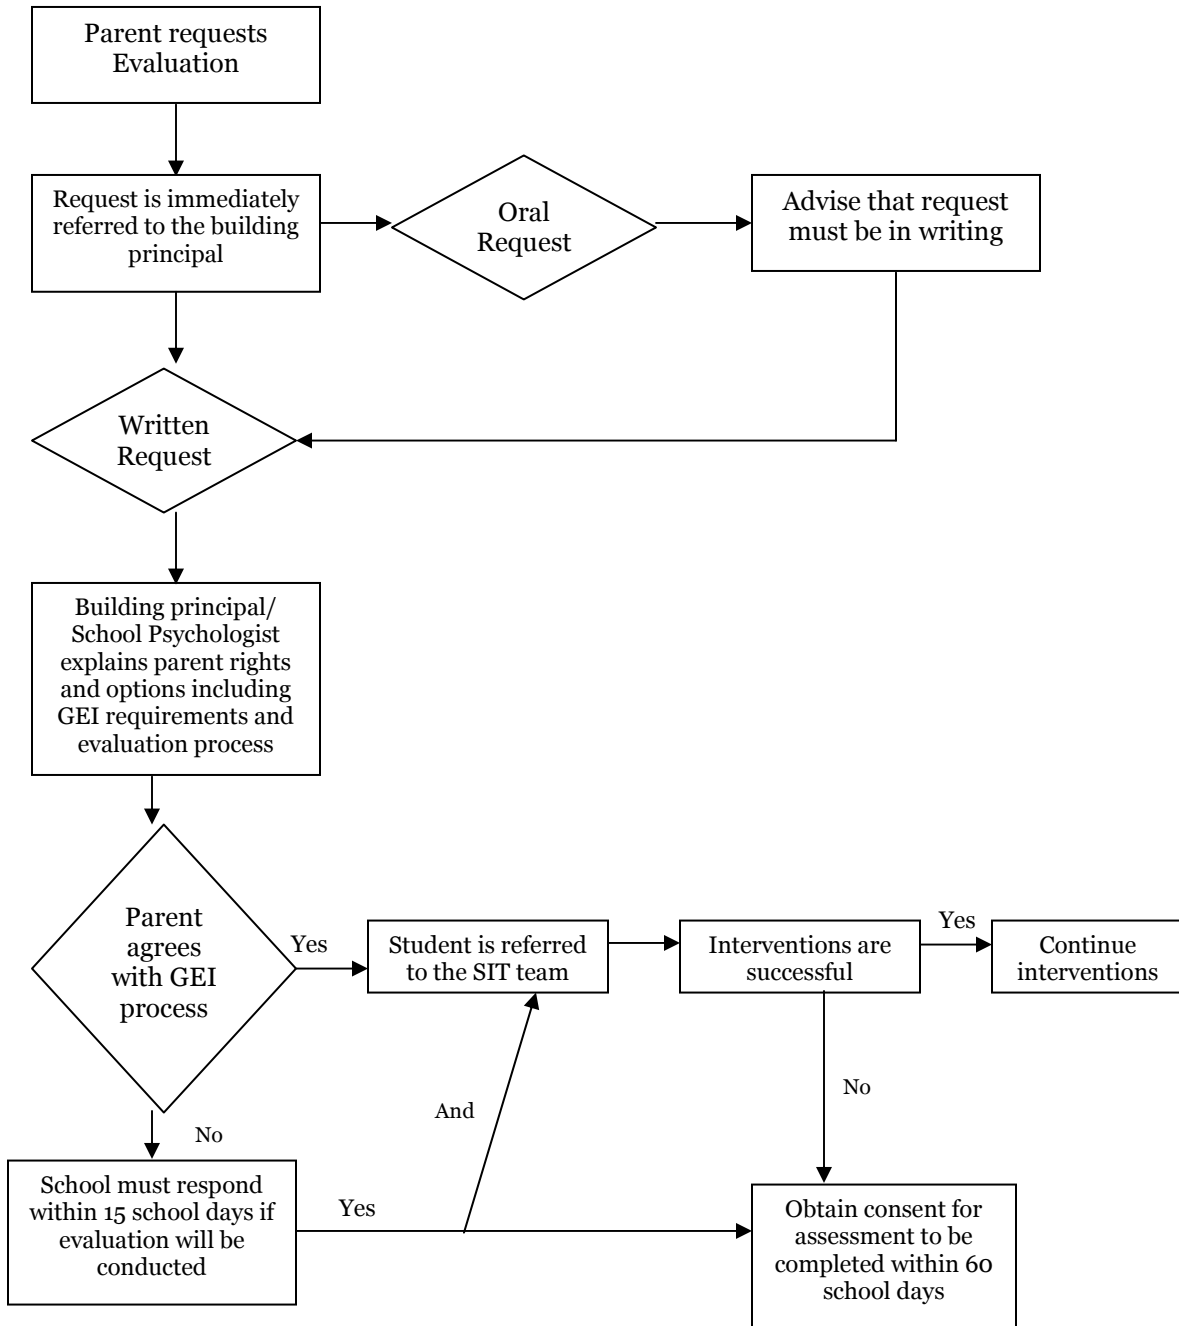 Parent requests
Evaluation
Request is immediately
referred to the building
principal
Oral
Request
Advise that request
must be in writing
Written
Request
Building principal/
School Psychologist
explains parent rights
and options including
GEI requirements and
evaluation process
Parent
agrees
with GEI
process
Yes
Student is referred
to the SIT team
Interventions are
successful
Yes
Continue
interventions
No
And
No
School must respond
within 15 school days if
evaluation will be
conducted
Yes
Obtain consent for
assessment to be
completed within 60
school days